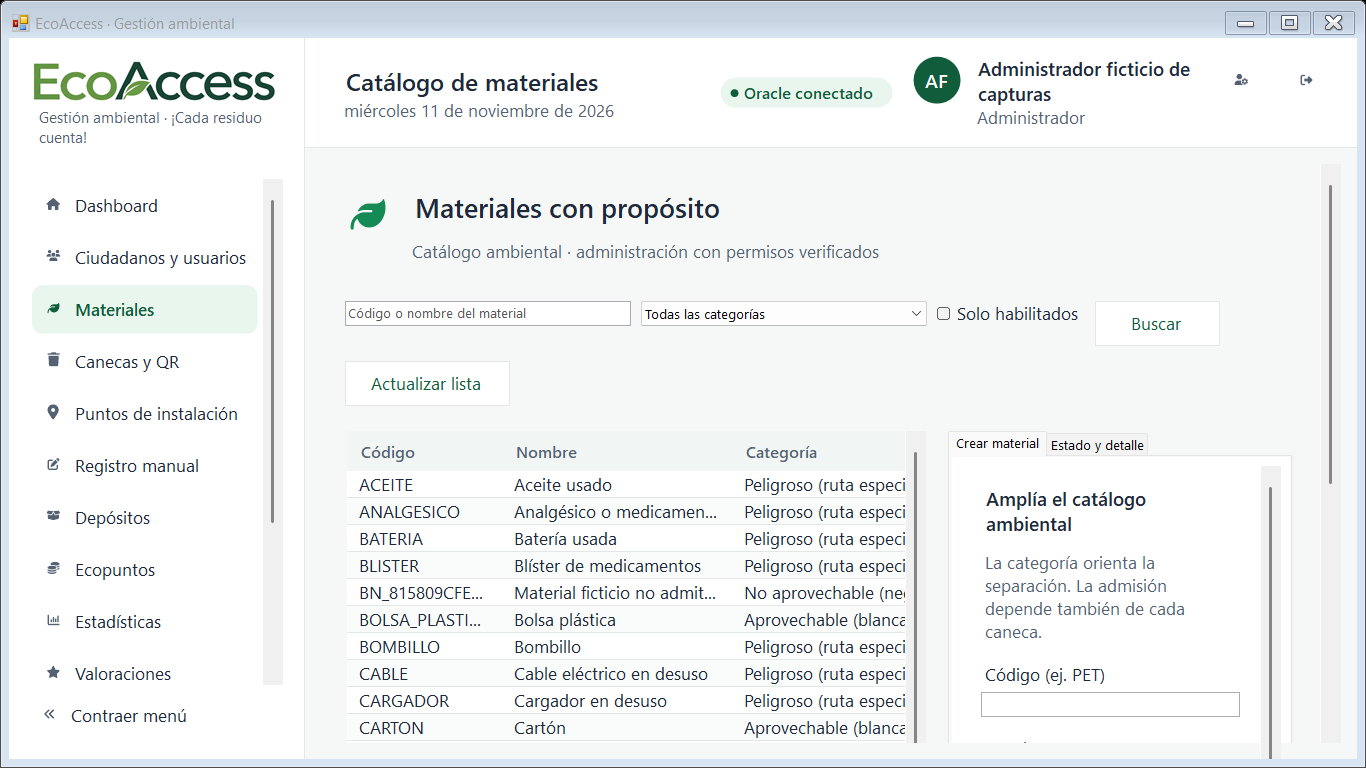 EcoAccess · Gestión ambiental
EcoAccess
Gestión ambiental · ¡Cada residuo
cuenta!
Dashboard
Ciudadanos y usuarios
Materiales
Canecas y QR
Puntos de instalación
Registro manual
Depósitos
Ecopuntos
Estadísticas
Valoraciones
Contraer menú
Catálogo de materiales
miércoles 11 de noviembre de 2026
Oracle conectado
AF
Administrador ficticio de
capturas
Administrador
Materiales con propósito
Catálogo ambiental · administración con permisos verificados
Código o nombre del material
Todas las categorías
Solo habilitados
Buscar
Actualizar lista
Código Nombre Categoría
ACEITE Aceite usado Peligroso (ruta especi
ANALGESICO Analgésico o medicamen... Peligroso (ruta especi
BATERIA Batería usada Peligroso (ruta especi
BLISTER Blíster de medicamentos Peligroso (ruta especi
BN_815809CFE... Material ficticio no admit... No aprovechable (neg
BOLSA_PLASTI... Bolsa plástica Aprovechable (blanca
BOMBILLO Bombillo Peligroso (ruta especi
CABLE Cable eléctrico en desuso Peligroso (ruta especi
CARGADOR Cargador en desuso Peligroso (ruta especi
CARTON Cartón Aprovechable (blanca
Crear material
Estado y detalle
Amplía el catálogo
ambiental
La categoría orienta la
separación. La admisión
depende también de cada
caneca.
Código (ej. PET)